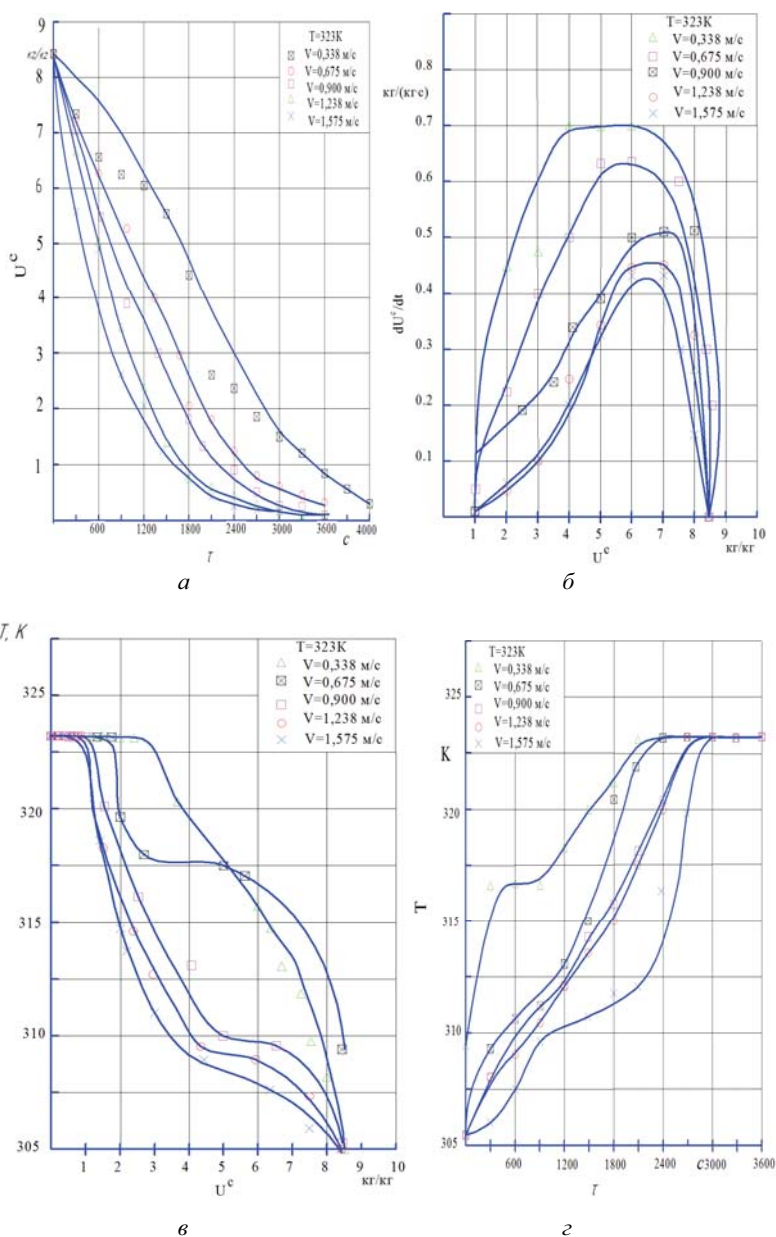 9
кг/кг
8
7
6
5
4
3
2
1
U^c
T=323K
V=0,338 м/с
V=0,675 м/с
V=0,900 м/с
V=1,238 м/с
V=1,575 м/с
600 1200 1800 2400 3000 3600 4000
τ
с
а
кг/(кг·с)
0.8
0.7
0.6
0.5
0.4
0.3
0.2
0.1
dU^c/dt
T=323K
V=0,338 м/с
V=0,675 м/с
V=0,900 м/с
V=1,238 м/с
V=1,575 м/с
1 2 3 4 5 6 7 8 9 10
U^c
кг/кг
б
T, K
325
320
315
310
305
T=323K
V=0,338 м/с
V=0,675 м/с
V=0,900 м/с
V=1,238 м/с
V=1,575 м/с
1 2 3 4 5 6 7 8 9 10
U^c
кг/кг
в
325
K
320
315
T
310
305
T=323K
V=0,338 м/с
V=0,675 м/с
V=0,900 м/с
V=1,238 м/с
V=1,575 м/с
600 1200 1800 2400 с3000 3600
τ
г